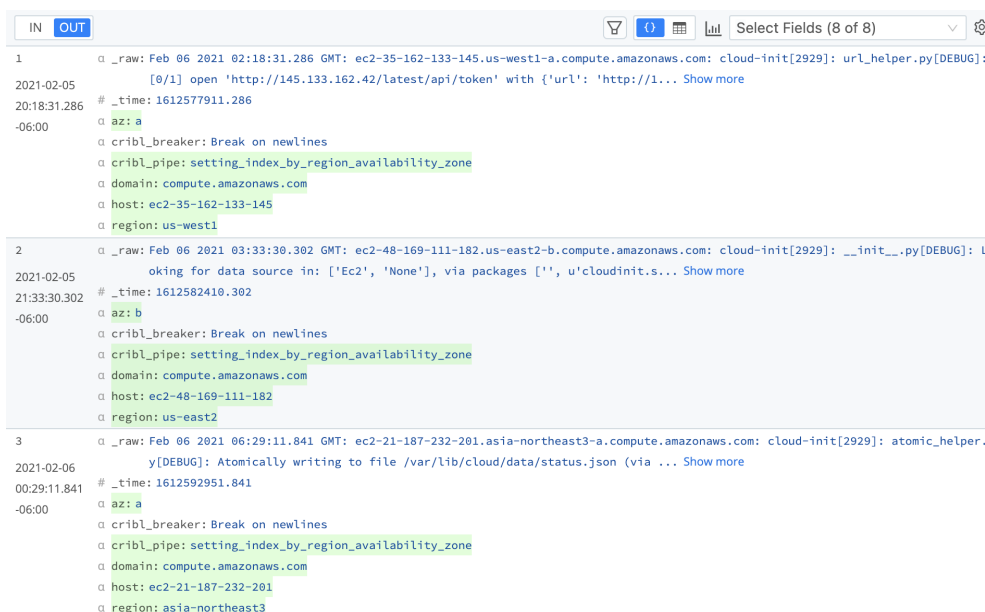 IN OUT {} Select Fields (8 of 8)
1
2021-02-05
20:18:31.286
-06:00
α _raw: Feb 06 2021 02:18:31.286 GMT: ec2-35-162-133-145.us-west1-a.compute.amazonaws.com: cloud-init[2929]: url_helper.py[DEBUG]:
[0/1] open 'http://145.133.162.42/latest/api/token' with {'url': 'http://1... Show more
# _time: 1612577911.286
α az: a
α cribl_breaker: Break on newlines
α cribl_pipe: setting_index_by_region_availability_zone
α domain: compute.amazonaws.com
α host: ec2-35-162-133-145
α region: us-west1
2
2021-02-05
21:33:30.302
-06:00
α _raw: Feb 06 2021 03:33:30.302 GMT: ec2-48-169-111-182.us-east2-b.compute.amazonaws.com: cloud-init[2929]: __init__.py[DEBUG]: L
oking for data source in: ['Ec2', 'None'], via packages ['', u'cloudinit.s... Show more
# _time: 1612582410.302
α az: b
α cribl_breaker: Break on newlines
α cribl_pipe: setting_index_by_region_availability_zone
α domain: compute.amazonaws.com
α host: ec2-48-169-111-182
α region: us-east2
3
2021-02-06
00:29:11.841
-06:00
α _raw: Feb 06 2021 06:29:11.841 GMT: ec2-21-187-232-201.asia-northeast3-a.compute.amazonaws.com: cloud-init[2929]: atomic_helper.
y[DEBUG]: Atomically writing to file /var/lib/cloud/data/status.json (via ... Show more
# _time: 1612592951.841
α az: a
α cribl_breaker: Break on newlines
α cribl_pipe: setting_index_by_region_availability_zone
α domain: compute.amazonaws.com
α host: ec2-21-187-232-201
α region: asia-northeast3